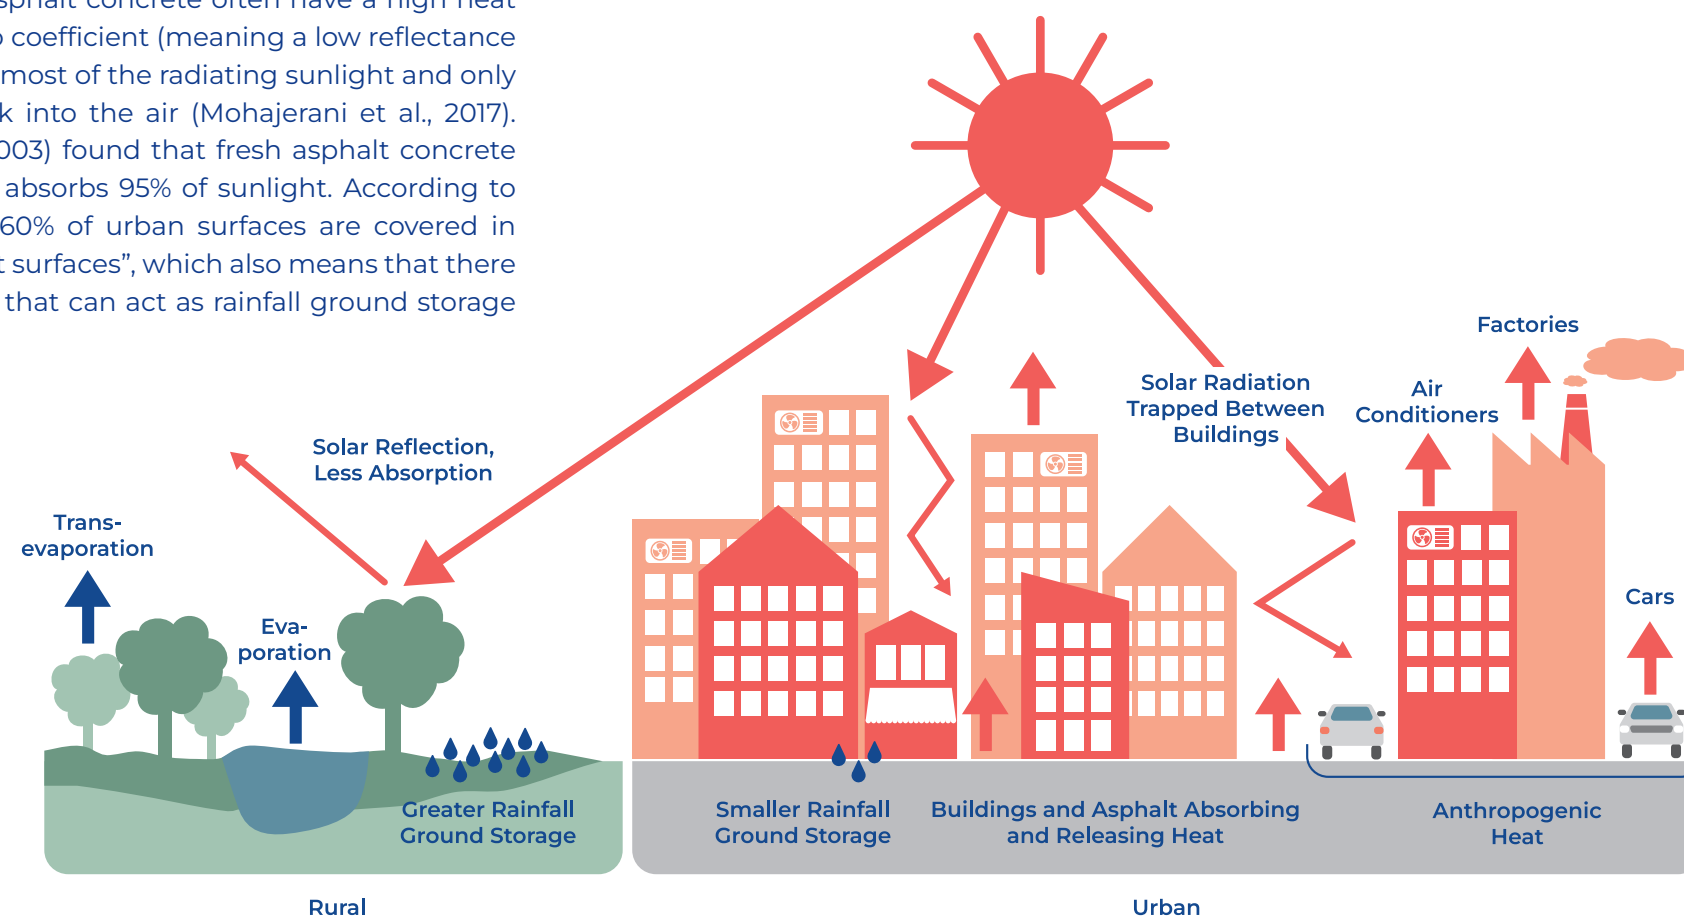 asphalt concrete often have a high heat
coefficient (meaning a low reflectance
most of the radiating sunlight and only
into the air (Mohajerani et al., 2017).
found that fresh asphalt concrete
absorbs 95% of sunlight. According to
60% of urban surfaces are covered in
surfaces”, which also means that there
that can act as rainfall ground storage
Factories
Solar Radiation
Trapped Between
Buildings
Air
Conditioners
Solar Reflection,
Less Absorption
Trans-
evaporation
Eva-
poration
Cars
Greater Rainfall
Ground Storage
Smaller Rainfall
Ground Storage
Buildings and Asphalt Absorbing
and Releasing Heat
Anthropogenic
Heat
Rural
Urban